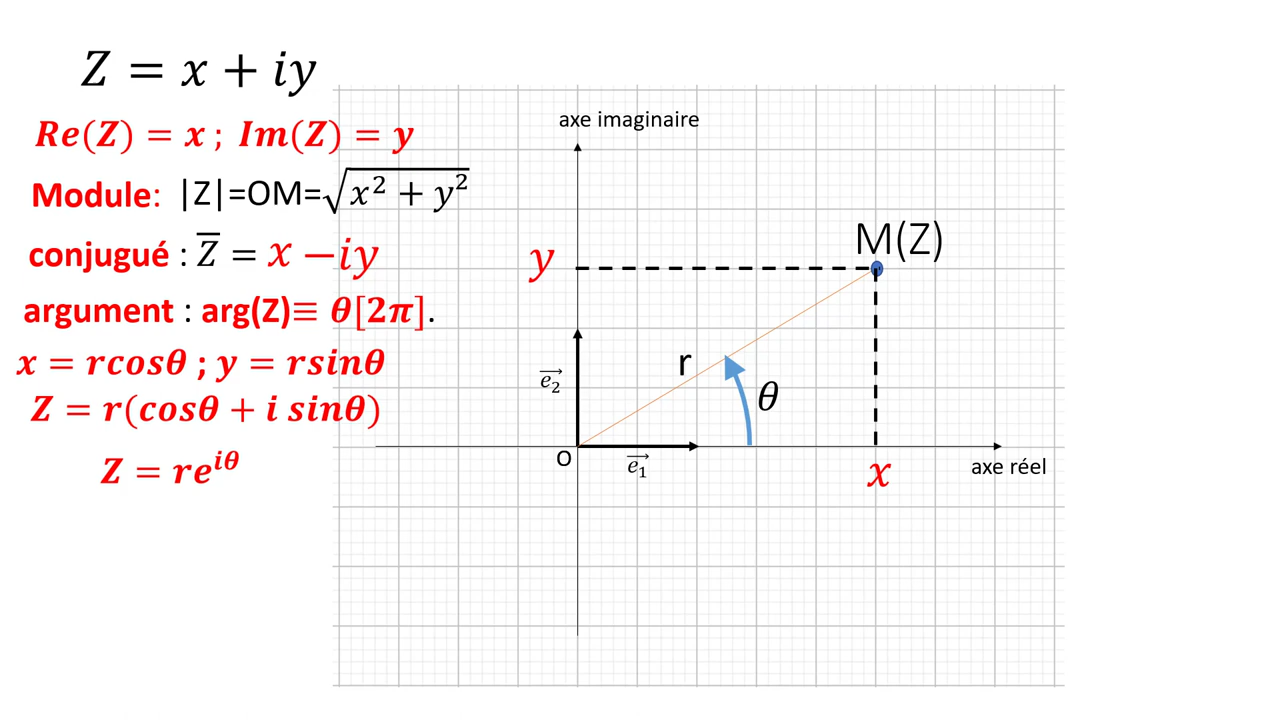 Z = x + iy
Re(Z) = x ; Im(Z) = y
Module: |Z|=OM=√(x² + y²)
conjugué : Z̅ = x −iy
argument : arg(Z)≡ θ[2π].
x = rcosθ ; y = rsinθ
Z = r(cosθ + i sinθ)
Z = re^{iθ}
axe imaginaire
M(Z)
y
r
e₂⃗
θ
O
e₁⃗
x
axe réel